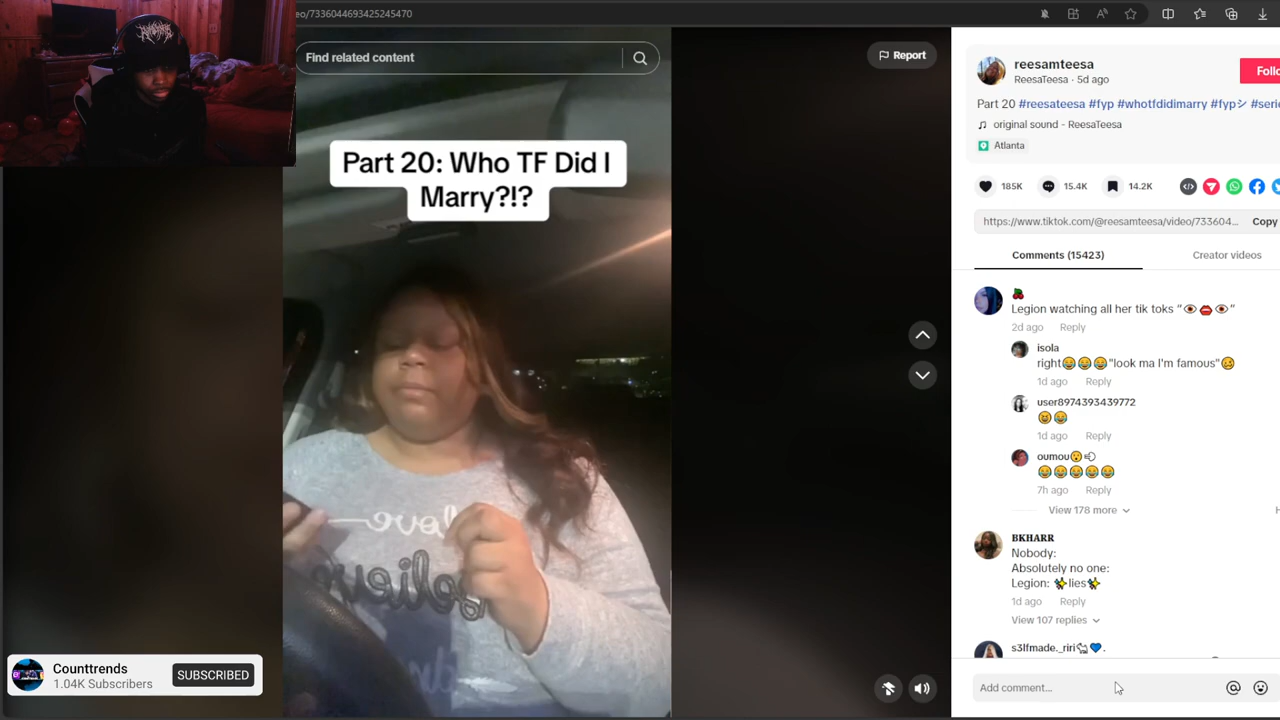 eo/7336044693425245470
Find related content
Report
Part 20: Who TF Did I
Marry?!?
reesamteesa
ReesaTeesa · 5d ago
Follo
Part 20 #reesateesa #fyp #whotfdidimarry #fypシ #serie
original sound - ReesaTeesa
Atlanta
185K
15.4K
14.2K
https://www.tiktok.com/@reesamteesa/video/733604...
Copy
Comments (15423)
Creator videos
🍒
Legion watching all her tik toks "👁️👄👁️"
2d ago Reply
isola
right😂😂😂"look ma I'm famous"🥴
1d ago Reply
user8974393439772
😆😂
1d ago Reply
oumou😮‍💨
😂😂😂😂😂
7h ago Reply
View 178 more
H
BKHARR
Nobody:
Absolutely no one:
Legion: ✨lies✨
1d ago Reply
View 107 replies
s3lfmade._riri🐑💙.
Add comment...
Counttrends
1.04K Subscribers
SUBSCRIBED